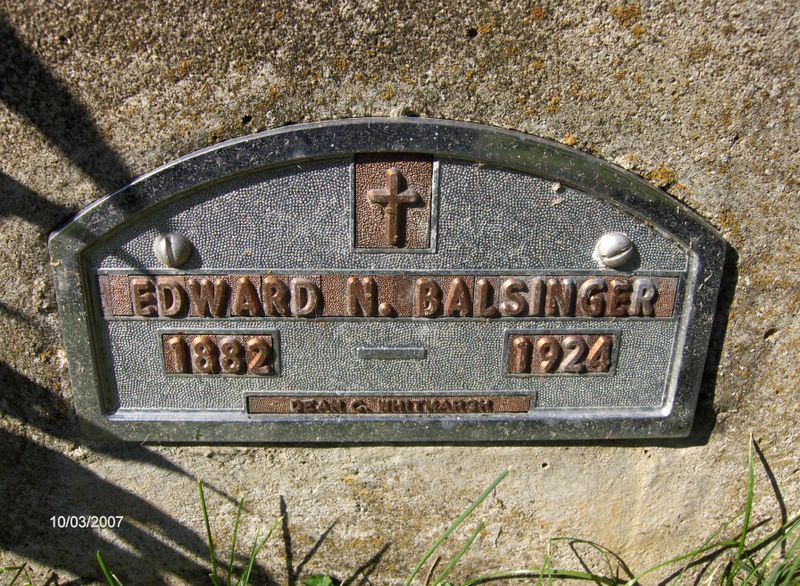 EDWARD N. BALSINGER
1882 1924
DEAN C. WHITMARSH
10/03/2007